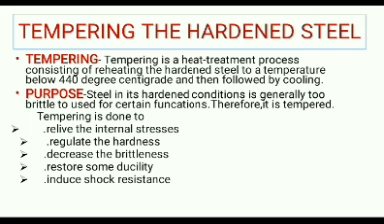 TEMPERING THE HARDENED STEEL
• TEMPERING- Tempering is a heat-treatment process
consisting of reheating the hardened steel to a temperature
below 440 degree centigrade and then followed by cooling.
• PURPOSE-Steel in its hardened conditions is generally too
brittle to used for certain funcations.Therefore,it is tempered.
Tempering is done to
➤ .relive the internal stresses
➤ .regulate the hardness
➤ .decrease the brittleness
➤ .restore some ducility
➤ .induce shock resistance